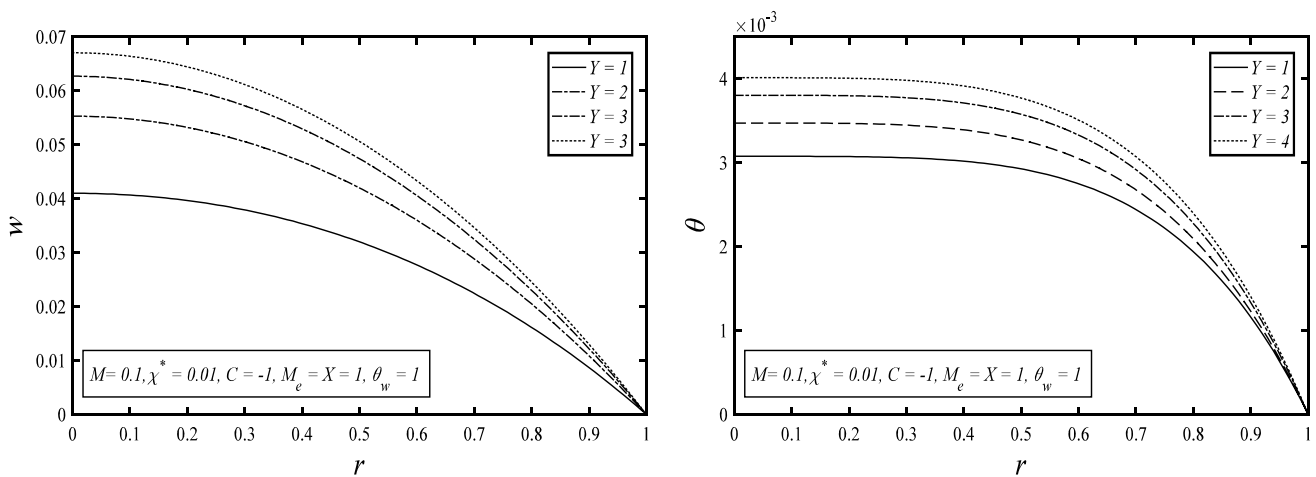 ×10⁻³
0.07
0.06
0.05
0.04
0.03
0.02
0.01
0
w
Y = 1
Y = 2
Y = 3
Y = 3
M= 0.1, χ* = 0.01, C = -1, M_e = X = 1, θ_w = 1
0 0.1 0.2 0.3 0.4 0.5 0.6 0.7 0.8 0.9 1
r
4
3
2
1
0
θ
Y = 1
Y = 2
Y = 3
Y = 4
M= 0.1, χ* = 0.01, C = -1, M_e = X = 1, θ_w = 1
0 0.1 0.2 0.3 0.4 0.5 0.6 0.7 0.8 0.9 1
r